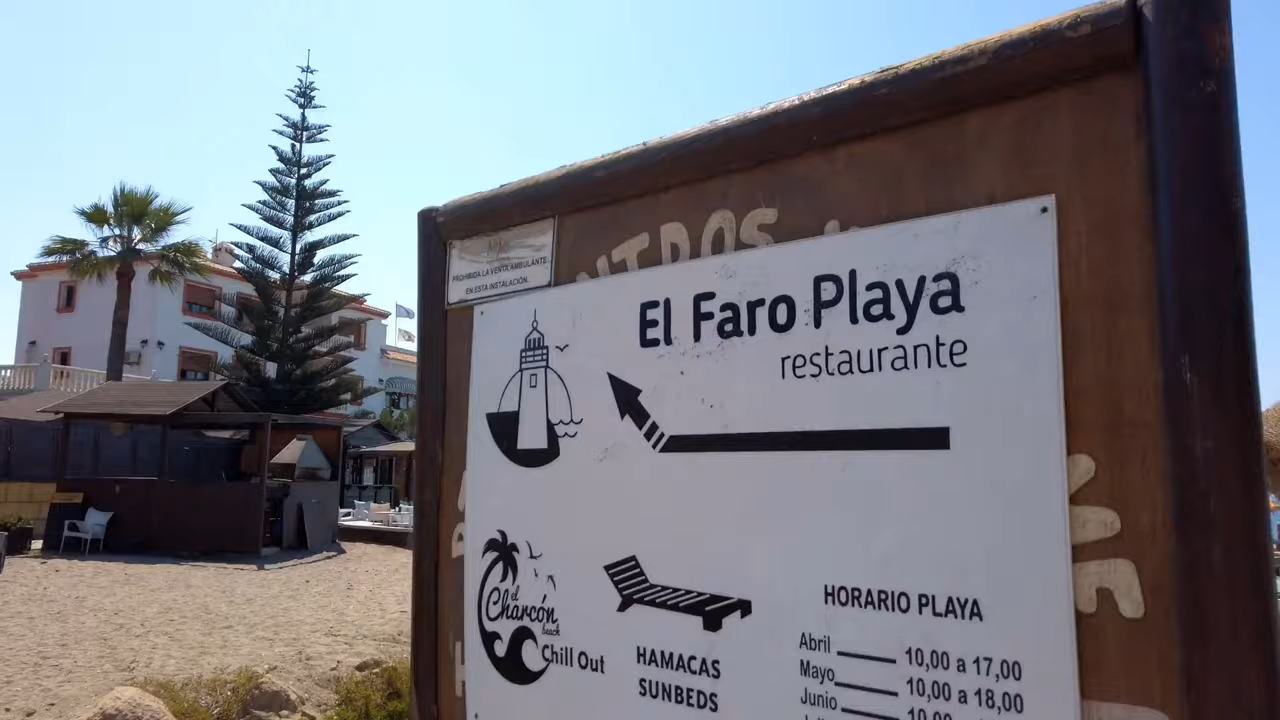 PROHIBIDA LA VENTA AMBULANTE
EN ESTA INSTALACIÓN.
El Faro Playa
restaurante
el
Charcón
beach
Chill Out
HAMACAS
SUNBEDS
HORARIO PLAYA
Abril 10,00 a 17,00
Mayo 10,00 a 18,00
Junio